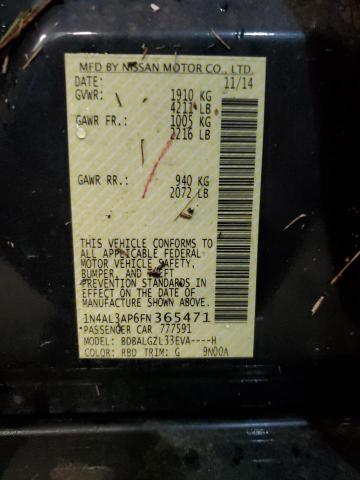 MFD BY NISSAN MOTOR CO., LTD.
DATE: 11/14
GVWR: 1910 KG
4211 LB
GAWR FR: 1005 KG
2216 LB
GAWR RR: 940 KG
2072 LB
THIS VEHICLE CONFORMS TO
ALL APPLICABLE FEDERAL
MOTOR VEHICLE SAFETY,
BUMPER, AND THEFT
PREVENTION STANDARDS IN
EFFECT ON THE DATE OF
MANUFACTURE SHOWN ABOVE.
1N4AL3AP6FN 365471
PASSENGER CAR 777591
MODEL: BDBALGZL33EVA----H
COLOR: RBD TRIM: G 9N00A